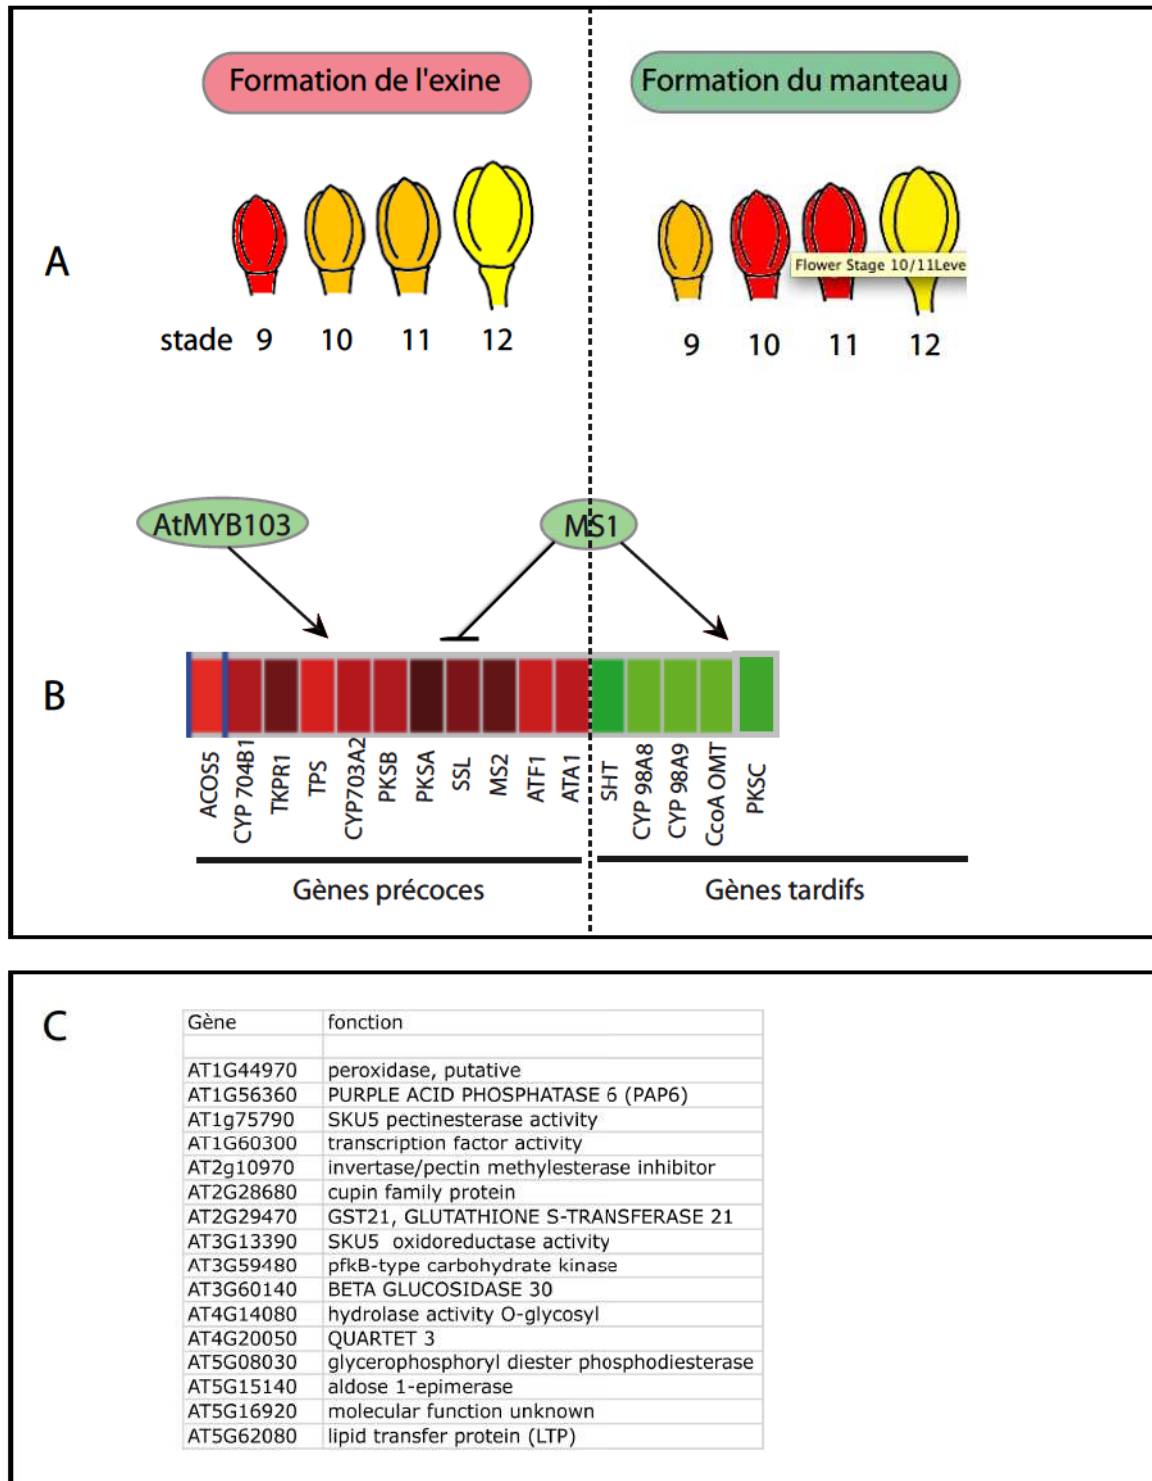 Formation de l'exine
Formation du manteau
A
Flower Stage 10/11Leve
stade 9 10 11 12
9 10 11 12
AtMYB103
MS1
B
ACOS5
CYP 704B1
TKPR1
TPS
CYP703A2
PKSB
PKSA
SSL
MS2
ATF1
ATA1
SHT
CYP 98A8
CYP 98A9
CcoA OMT
PKSC
Gènes précoces
Gènes tardifs
C
Gène fonction
AT1G44970 peroxidase, putative
AT1G56360 PURPLE ACID PHOSPHATASE 6 (PAP6)
AT1g75790 SKU5 pectinesterase activity
AT1G60300 transcription factor activity
AT2g10970 invertase/pectin methylesterase inhibitor
AT2G28680 cupin family protein
AT2G29470 GST21, GLUTATHIONE S-TRANSFERASE 21
AT3G13390 SKU5 oxidoreductase activity
AT3G59480 pfkB-type carbohydrate kinase
AT3G60140 BETA GLUCOSIDASE 30
AT4G14080 hydrolase activity O-glycosyl
AT4G20050 QUARTET 3
AT5G08030 glycerophosphoryl diester phosphodiesterase
AT5G15140 aldose 1-epimerase
AT5G16920 molecular function unknown
AT5G62080 lipid transfer protein (LTP)